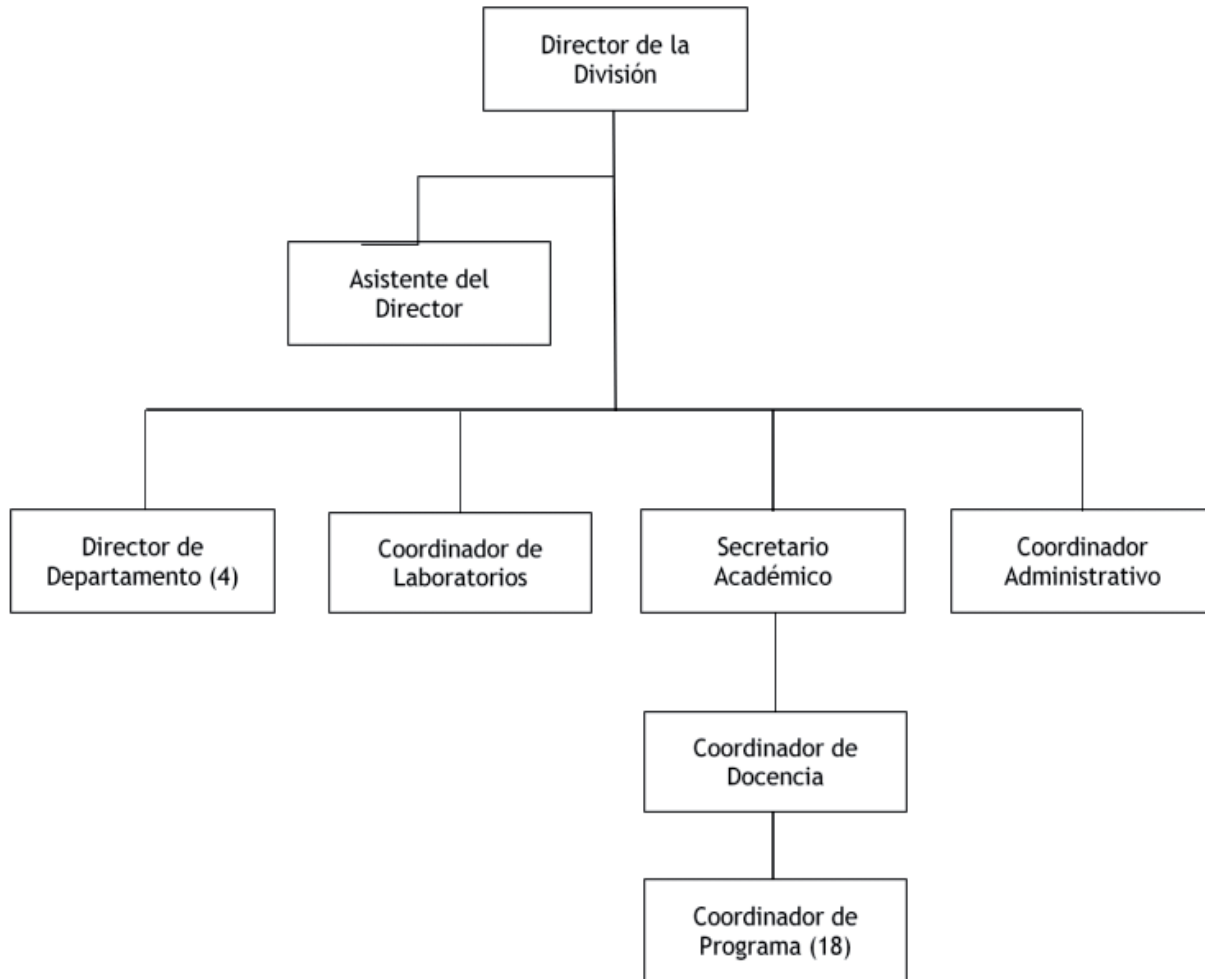 Director de la
División
Asistente del
Director
Director de
Departamento (4)
Coordinador de
Laboratorios
Secretario
Académico
Coordinador
Administrativo
Coordinador de
Docencia
Coordinador de
Programa (18)